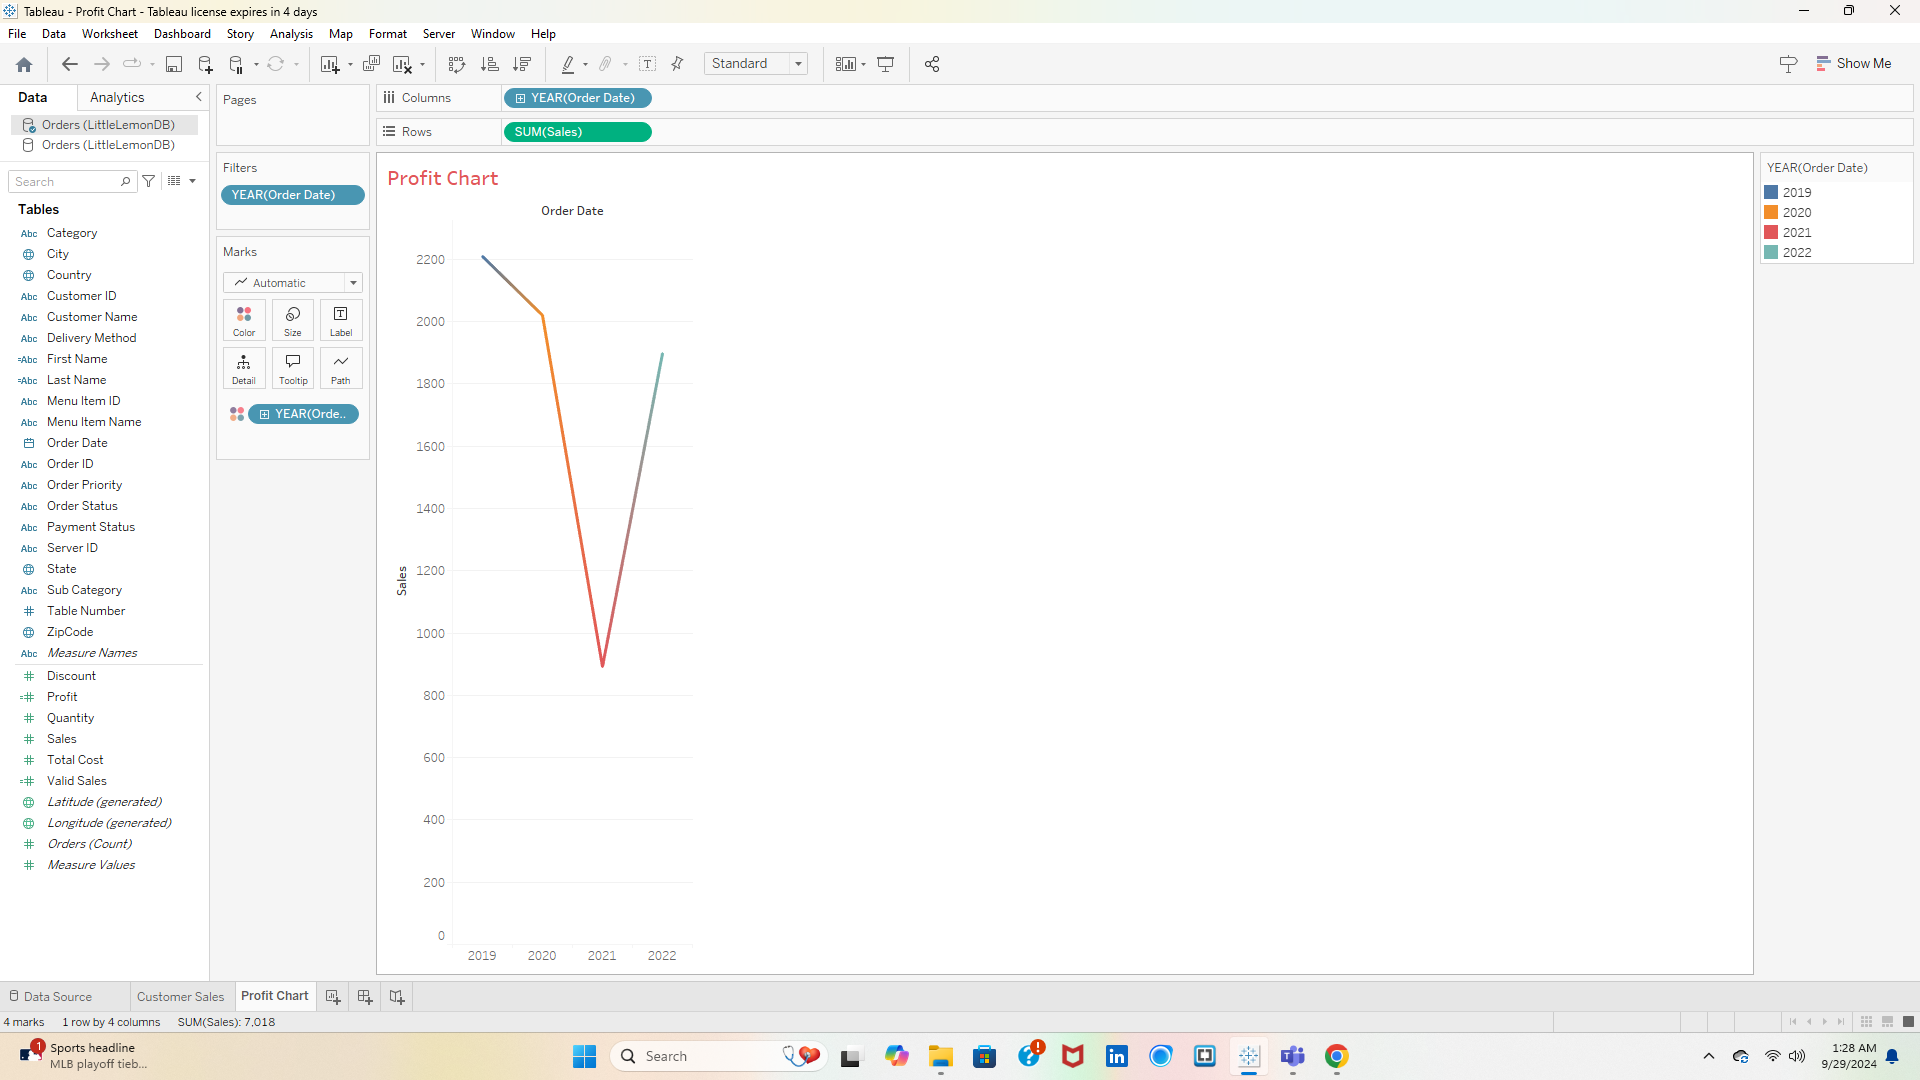 Tableau - Profit Chart - Tableau license expires in 4 days
File Data Worksheet Dashboard Story Analysis Map Format Server Window Help
Standard
Show Me
Data Analytics
Orders (LittleLemonDB)
Orders (LittleLemonDB)
Search
Tables
Abc Category
City
Country
Abc Customer ID
Abc Customer Name
Abc Delivery Method
=Abc First Name
=Abc Last Name
Abc Menu Item ID
Abc Menu Item Name
Order Date
Abc Order ID
Abc Order Priority
Abc Order Status
Abc Payment Status
Abc Server ID
State
Abc Sub Category
# Table Number
ZipCode
Abc Measure Names
# Discount
=# Profit
# Quantity
# Sales
# Total Cost
=# Valid Sales
Latitude (generated)
Longitude (generated)
# Orders (Count)
# Measure Values
Pages
Filters
YEAR(Order Date)
Marks
Automatic
Color Size Label
Detail Tooltip Path
YEAR(Orde..
Columns YEAR(Order Date)
Rows SUM(Sales)
Profit Chart
Order Date
Sales
2200
2000
1800
1600
1400
1200
1000
800
600
400
200
0
2019 2020 2021 2022
YEAR(Order Date)
2019
2020
2021
2022
Data Source Customer Sales Profit Chart
4 marks 1 row by 4 columns SUM(Sales): 7,018
1
Sports headline
MLB playoff tieb...
Search
1:28 AM
9/29/2024